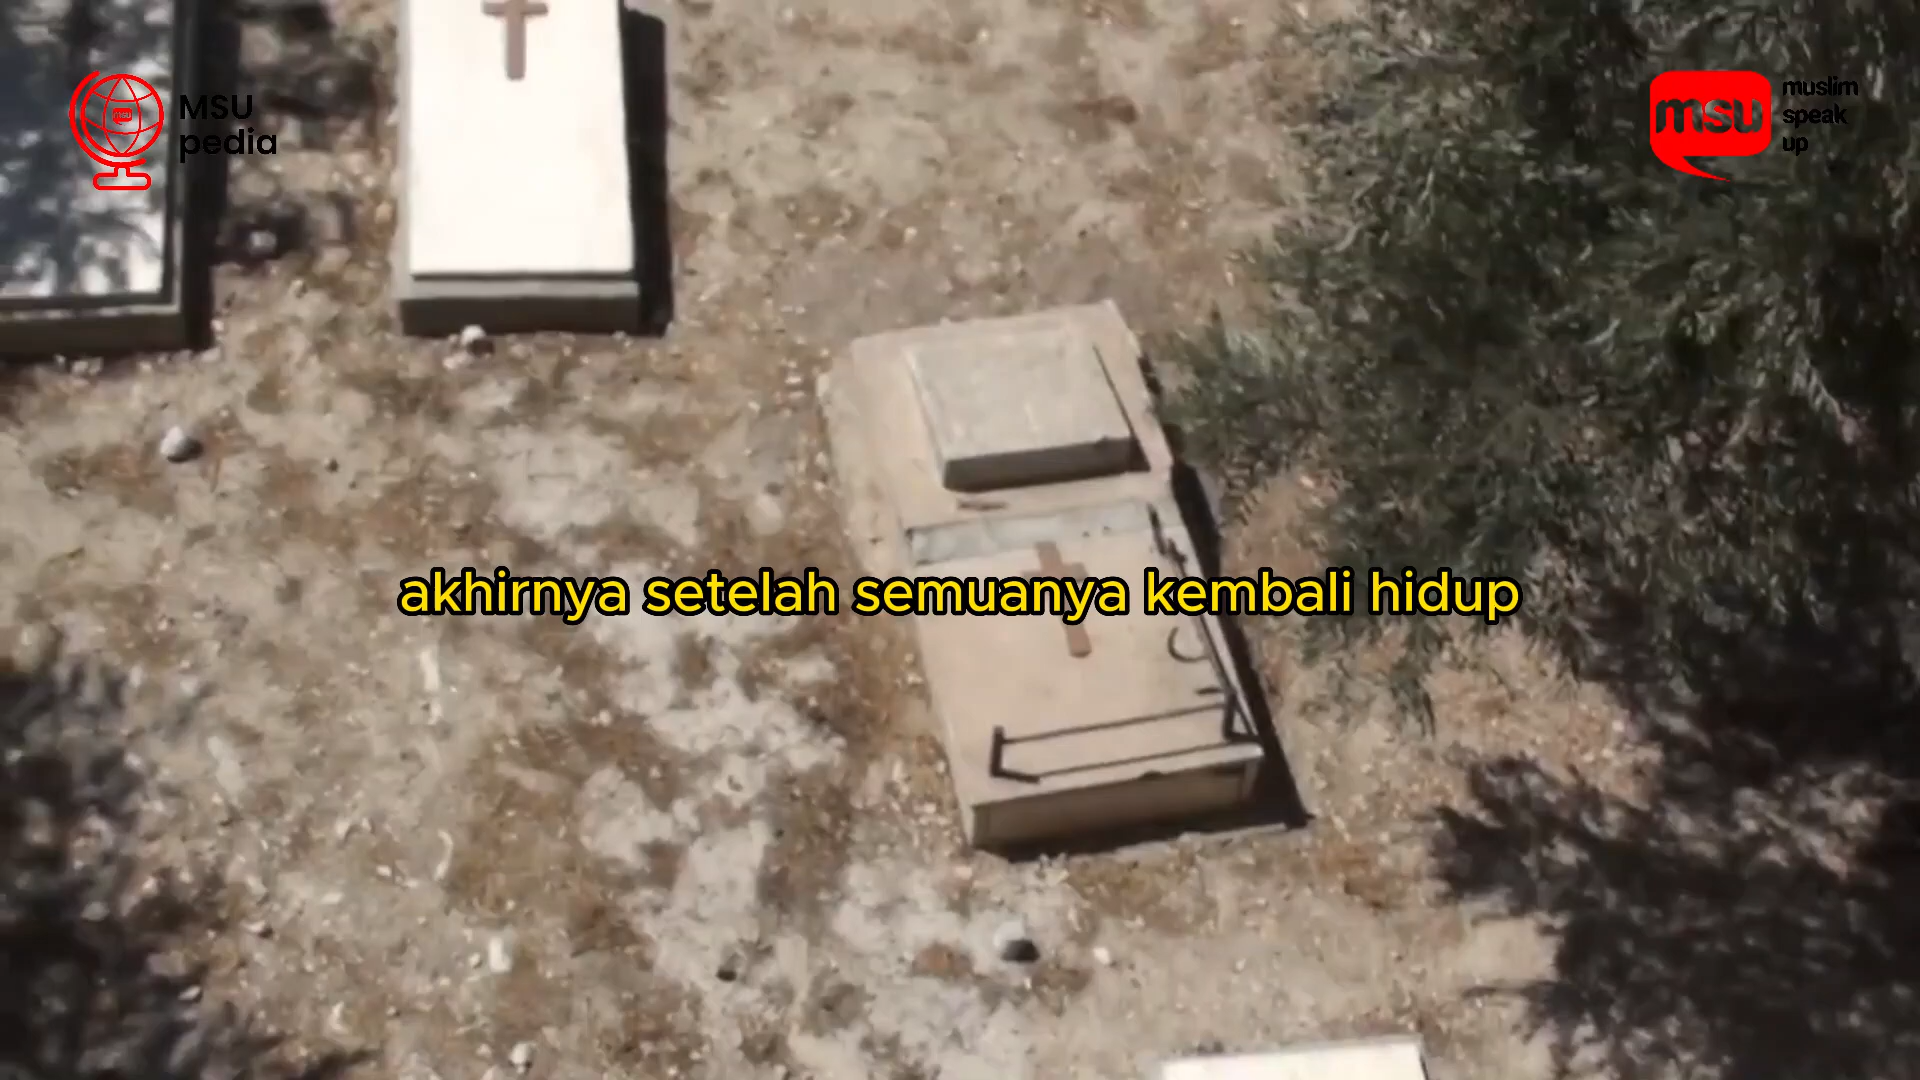 MSU
pedia
msu
muslim
speak
up
akhirnya setelah semuanya kembali hidup